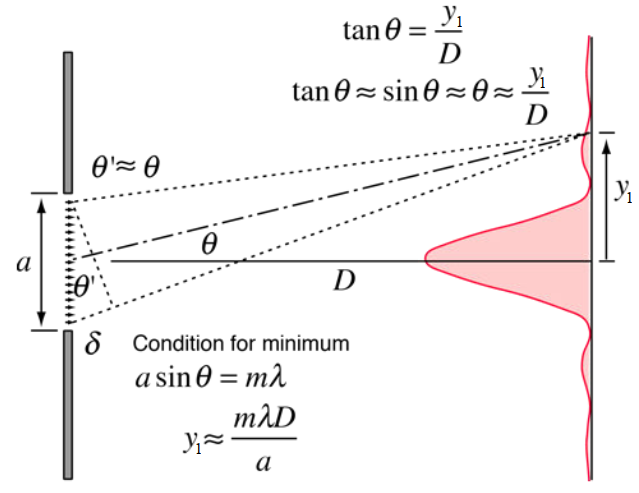 tan θ = y₁/D
tan θ ≈ sin θ ≈ θ ≈ y₁/D
θ'≈ θ
y₁
a
θ
θ'
D
δ
Condition for minimum
a sin θ = mλ
y₁≈ mλD/a